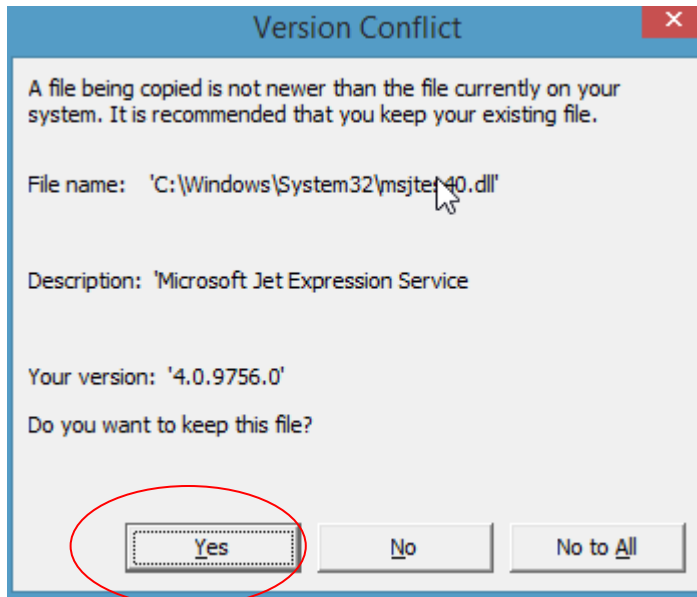 Version Conflict
A file being copied is not newer than the file currently on your
system. It is recommended that you keep your existing file.
File name: 'C:\Windows\System32\msjtes40.dll'
Description: 'Microsoft Jet Expression Service
Your version: '4.0.9756.0'
Do you want to keep this file?
Yes No No to All